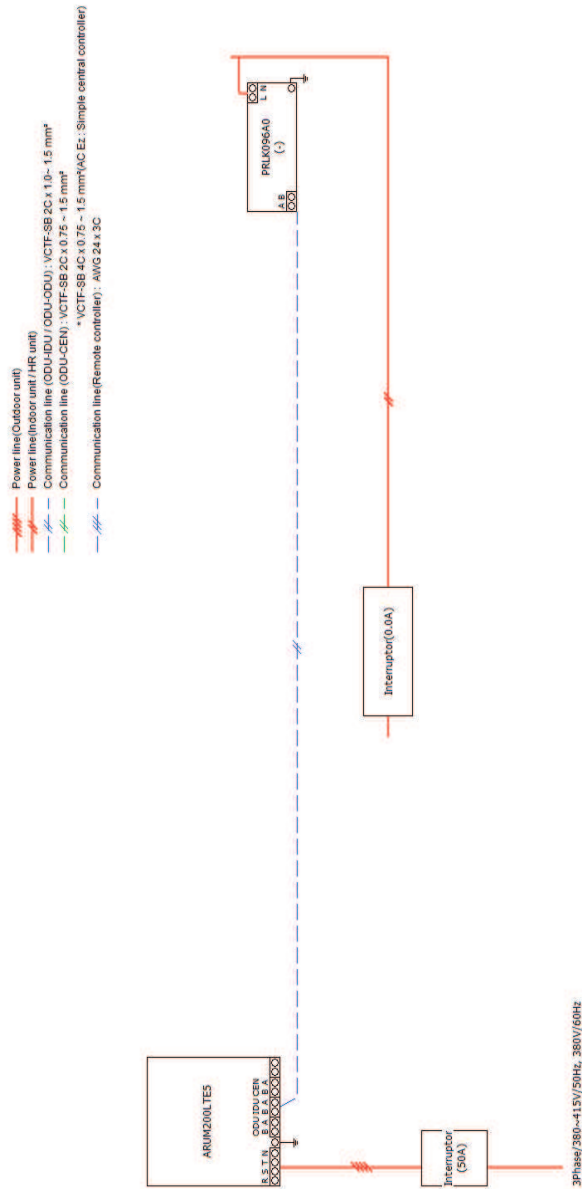 Power line(Outdoor unit)
Power line(Indoor unit / HR unit)
Communication line (ODU-IDU / ODU-ODU) : VCTF-SB 2C x 1.0~ 1.5 mm²
Communication line (ODU-CEN) : VCTF-SB 2C x 0.75 ~ 1.5 mm²
* VCTF-SB 4C x 0.75 ~ 1.5 mm²(AC Ez : Simple central controller)
Communication line(Remote controller) : AWG 24 x 3C
ARUM200LTE5
ODU IDU CEN
R S T N B A B A B A B A
Interruptor
(50A)
3Phase/380~415V/50Hz, 380V/60Hz
Interruptor(0.0A)
PRLK096A0
(-)
A B
L N